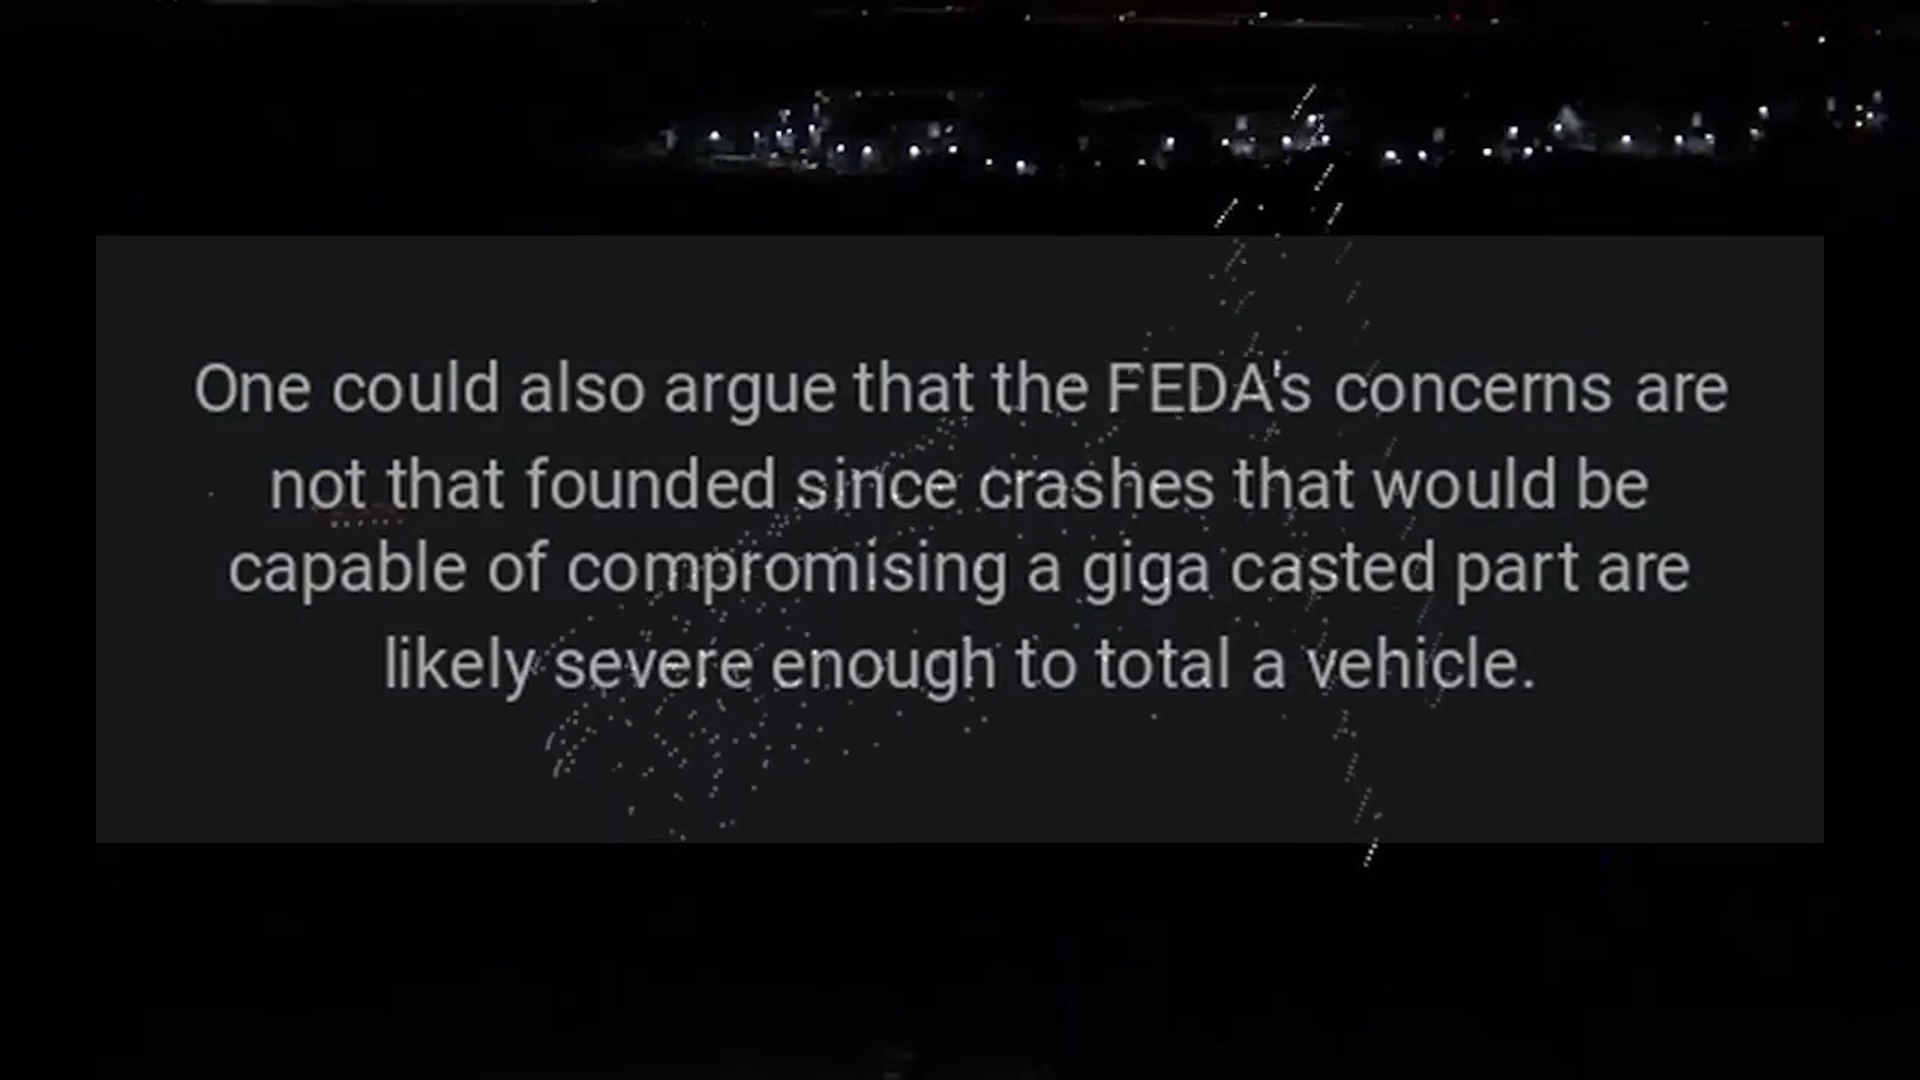 One could also argue that the FEDA's concerns are
not that founded since crashes that would be
capable of compromising a giga casted part are
likely severe enough to total a vehicle.